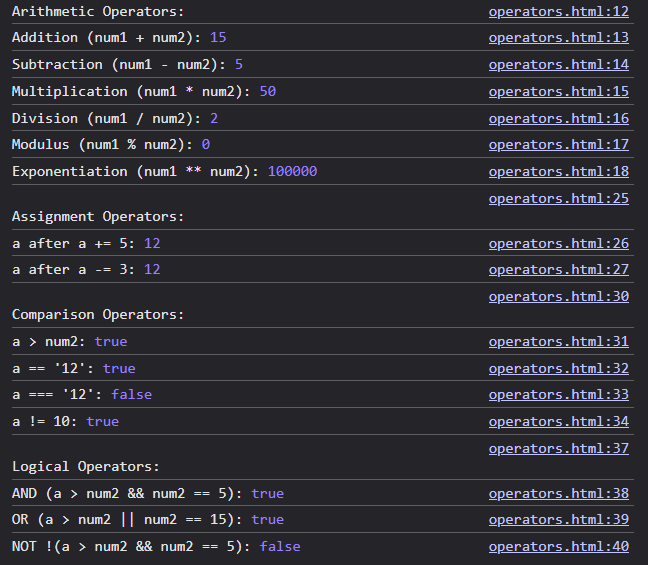 Arithmetic Operators: operators.html:12
Addition (num1 + num2): 15 operators.html:13
Subtraction (num1 - num2): 5 operators.html:14
Multiplication (num1 * num2): 50 operators.html:15
Division (num1 / num2): 2 operators.html:16
Modulus (num1 % num2): 0 operators.html:17
Exponentiation (num1 ** num2): 100000 operators.html:18
operators.html:25
Assignment Operators:
a after a += 5: 12 operators.html:26
a after a -= 3: 12 operators.html:27
operators.html:30
Comparison Operators:
a > num2: true operators.html:31
a == '12': true operators.html:32
a === '12': false operators.html:33
a != 10: true operators.html:34
operators.html:37
Logical Operators:
AND (a > num2 && num2 == 5): true operators.html:38
OR (a > num2 || num2 == 15): true operators.html:39
NOT !(a > num2 && num2 == 5): false operators.html:40